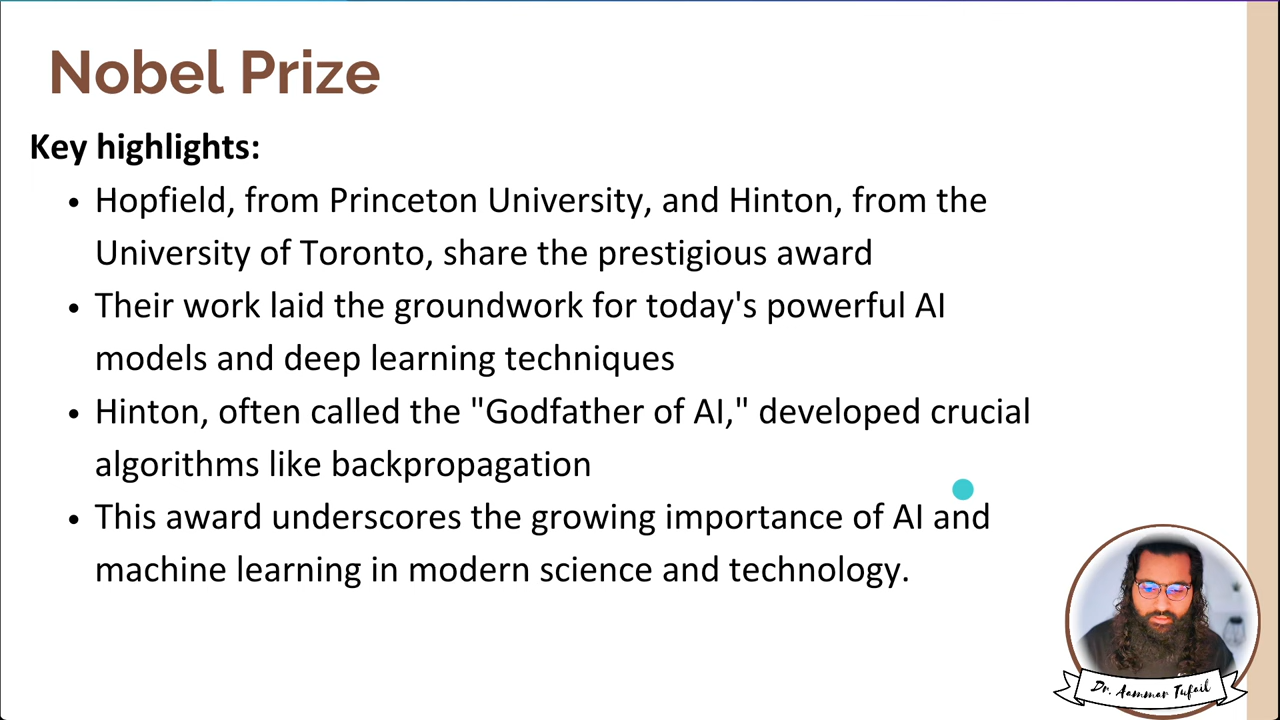 Nobel Prize
Key highlights:
• Hopfield, from Princeton University, and Hinton, from the
University of Toronto, share the prestigious award
• Their work laid the groundwork for today's powerful AI
models and deep learning techniques
• Hinton, often called the "Godfather of AI," developed crucial
algorithms like backpropagation
• This award underscores the growing importance of AI and
machine learning in modern science and technology.
Dr. Aammar Tufail